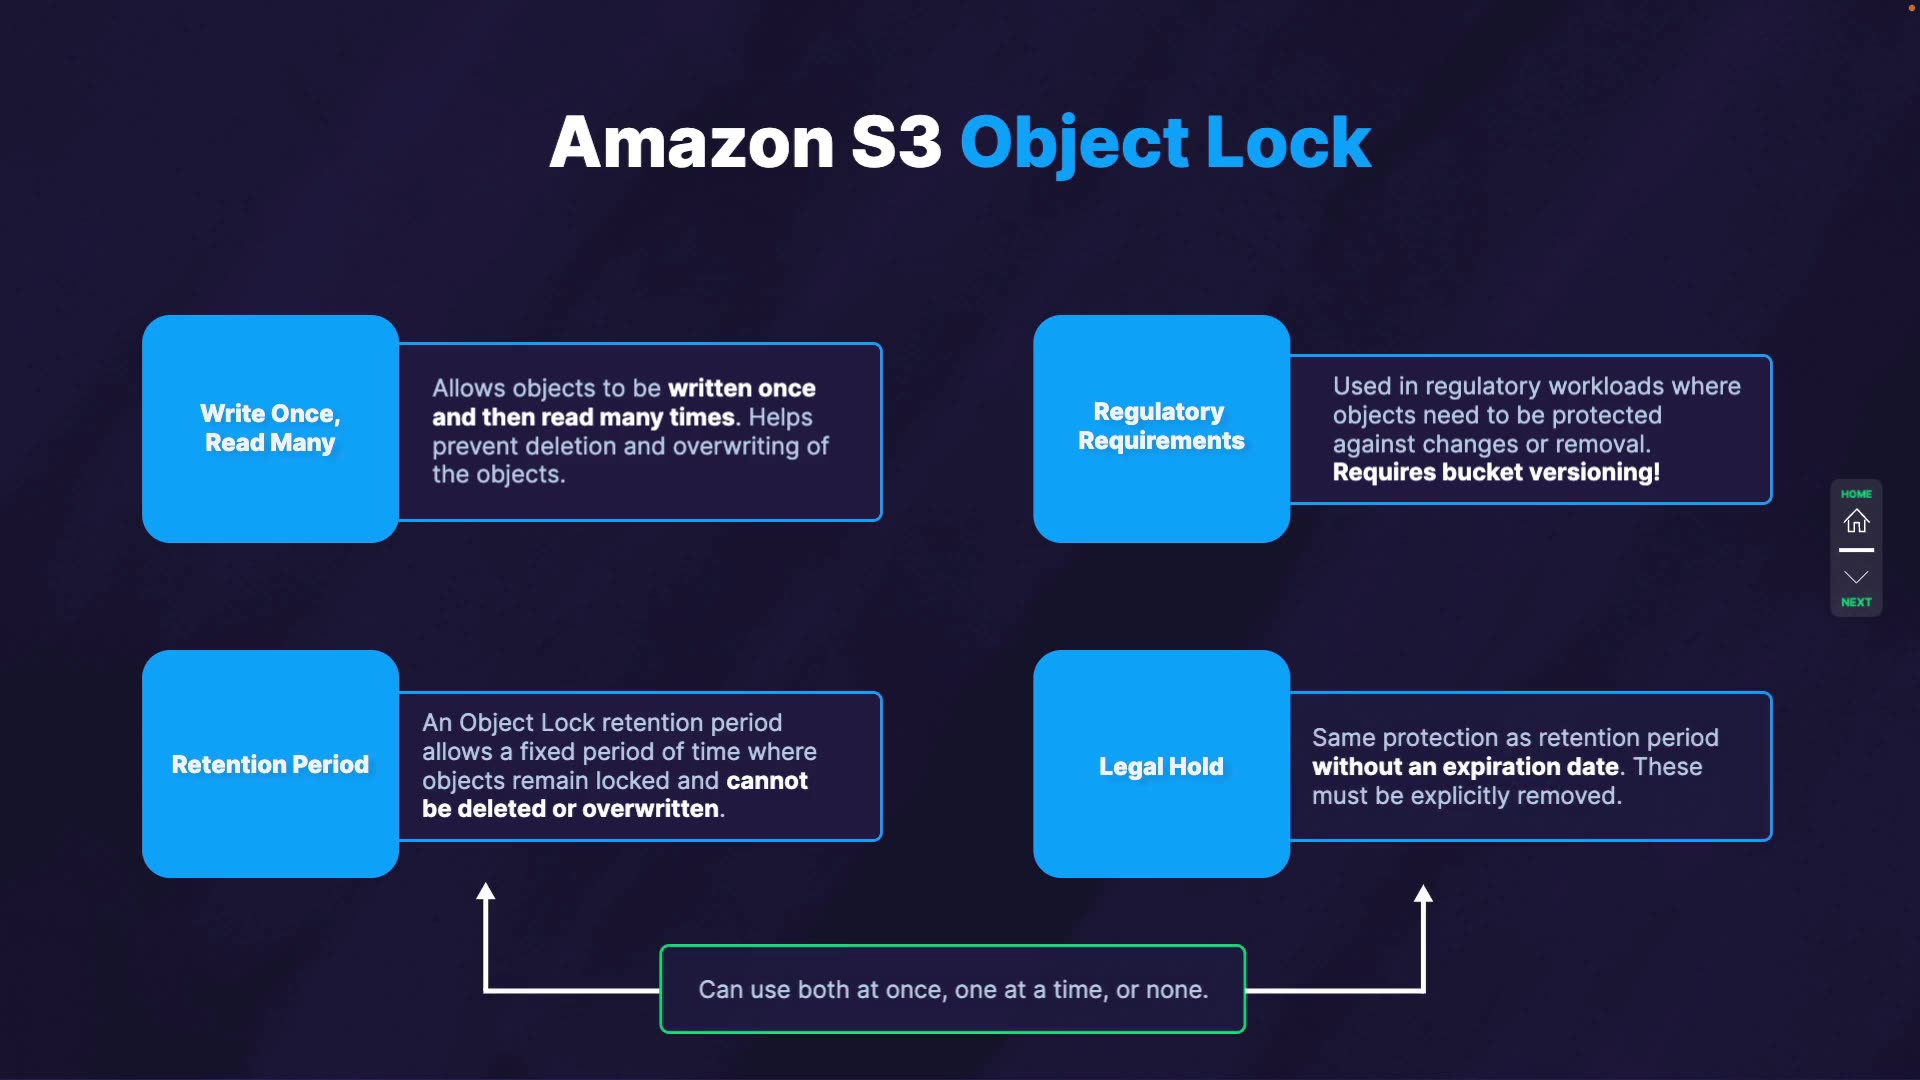 Amazon S3 Object Lock
Write Once,
Read Many
Allows objects to be written once
and then read many times. Helps
prevent deletion and overwriting of
the objects.
Regulatory
Requirements
Used in regulatory workloads where
objects need to be protected
against changes or removal.
Requires bucket versioning!
HOME
NEXT
Retention Period
An Object Lock retention period
allows a fixed period of time where
objects remain locked and cannot
be deleted or overwritten.
Legal Hold
Same protection as retention period
without an expiration date. These
must be explicitly removed.
Can use both at once, one at a time, or none.